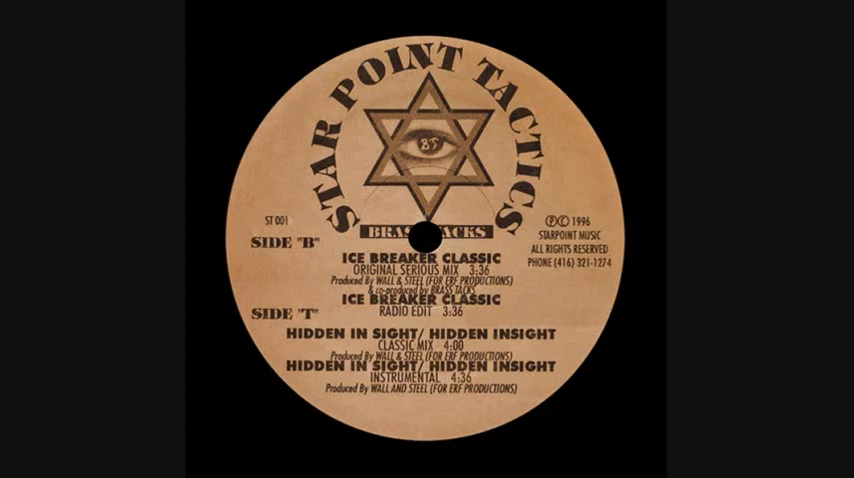 STAR POINT TACTICS
BS
BRASS TACKS
ST 001
ⓅⒸ 1996
STARPOINT MUSIC
ALL RIGHTS RESERVED
PHONE (416) 321-1274
SIDE "B"
ICE BREAKER CLASSIC
ORIGINAL SERIOUS MIX 3:36
Produced By WALL & STEEL (FOR ERF PRODUCTIONS)
& co-produced by BRASS TACKS
ICE BREAKER CLASSIC
RADIO EDIT 3:36
SIDE "T"
HIDDEN IN SIGHT/ HIDDEN INSIGHT
CLASSIC MIX 4:00
Produced By WALL & STEEL (FOR ERF PRODUCTIONS)
HIDDEN IN SIGHT/ HIDDEN INSIGHT
INSTRUMENTAL 4:36
Produced By WALL AND STEEL (FOR ERF PRODUCTIONS)